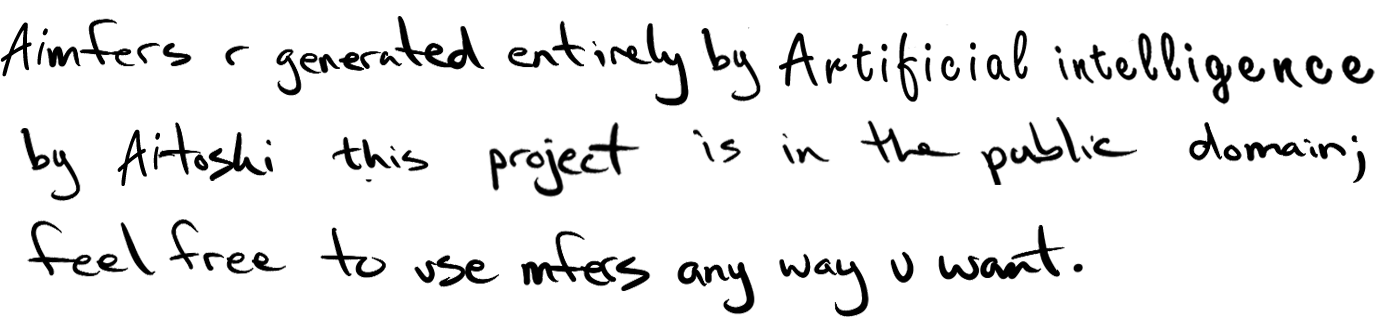 Aimfers r generated entirely by Artificial intelligence
by Aitoshi this project is in the public domain;
feel free to use mfers any way u want.